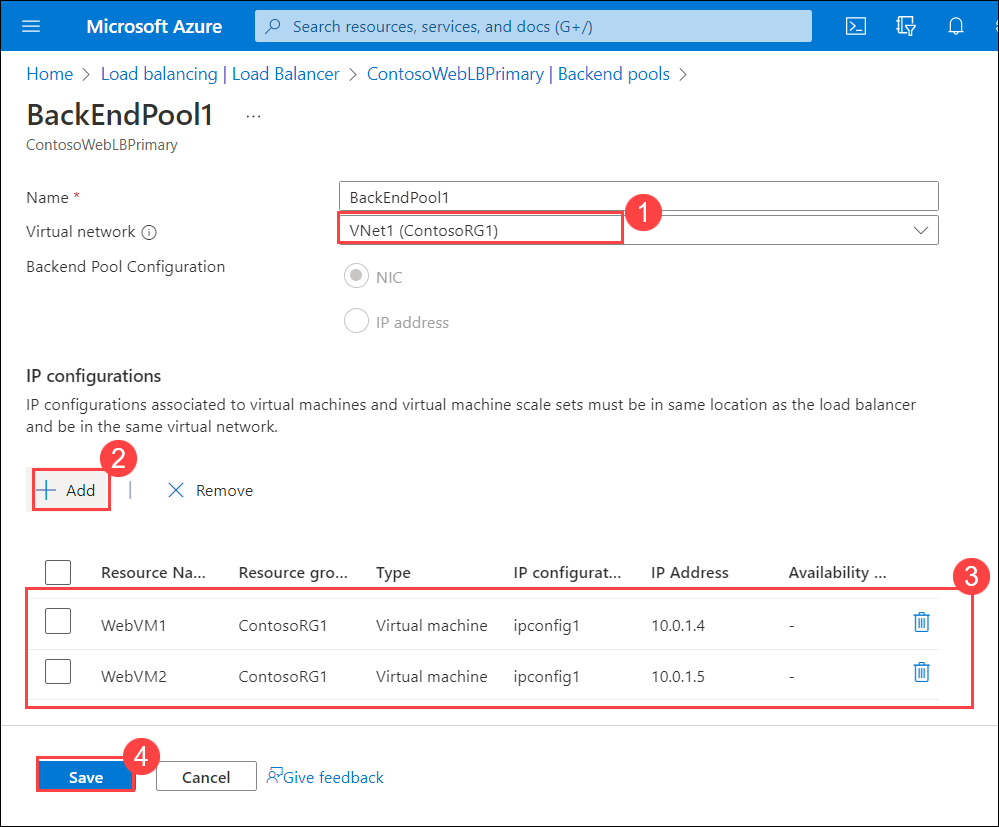 Microsoft Azure
Search resources, services, and docs (G+/)
Home > Load balancing | Load Balancer > ContosoWebLBPrimary | Backend pools >
BackEndPool1 ...
ContosoWebLBPrimary
Name * BackEndPool1
1
Virtual network VNet1 (ContosoRG1)
Backend Pool Configuration
NIC
IP address
IP configurations
IP configurations associated to virtual machines and virtual machine scale sets must be in same location as the load balancer
and be in the same virtual network.
2
+ Add | Remove
Resource Na... Resource gro... Type IP configurat... IP Address Availability ...
3
WebVM1 ContosoRG1 Virtual machine ipconfig1 10.0.1.4 -
WebVM2 ContosoRG1 Virtual machine ipconfig1 10.0.1.5 -
4
Save Cancel Give feedback